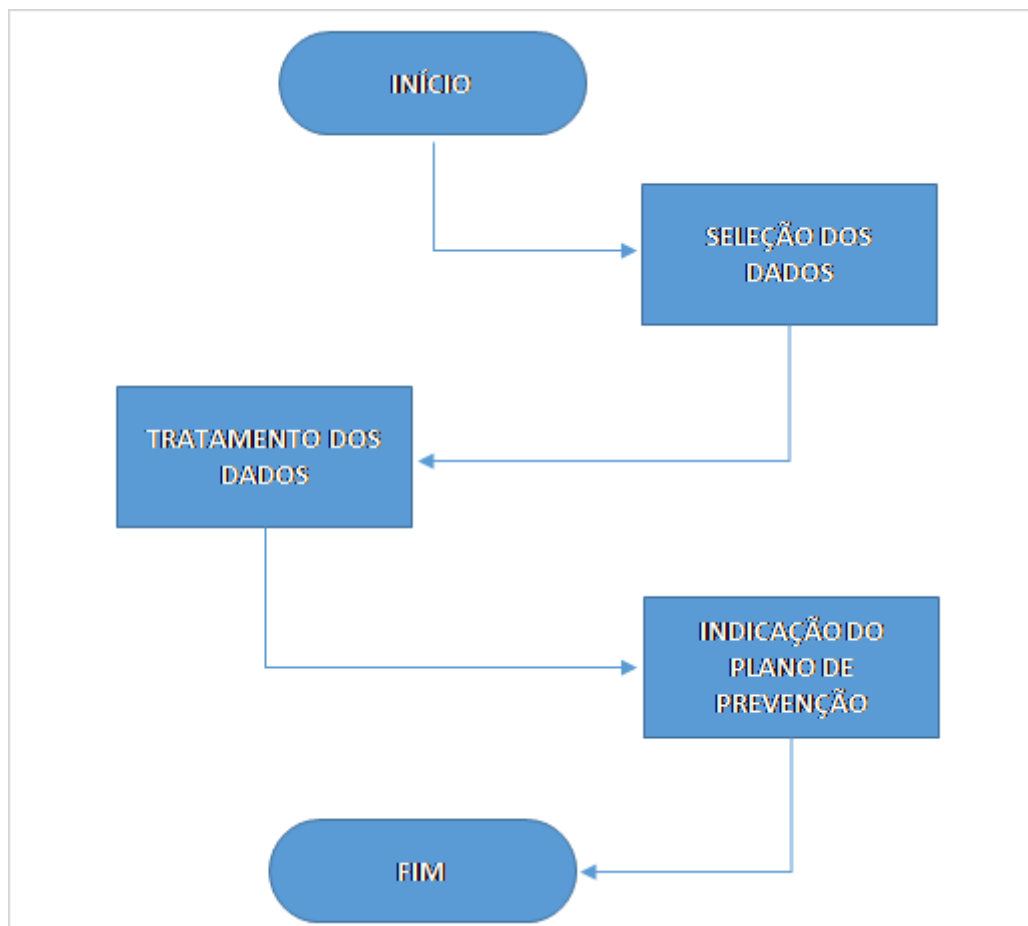 INÍCIO
SELEÇÃO DOS
DADOS
TRATAMENTO DOS
DADOS
INDICAÇÃO DO
PLANO DE
PREVENÇÃO
FIM